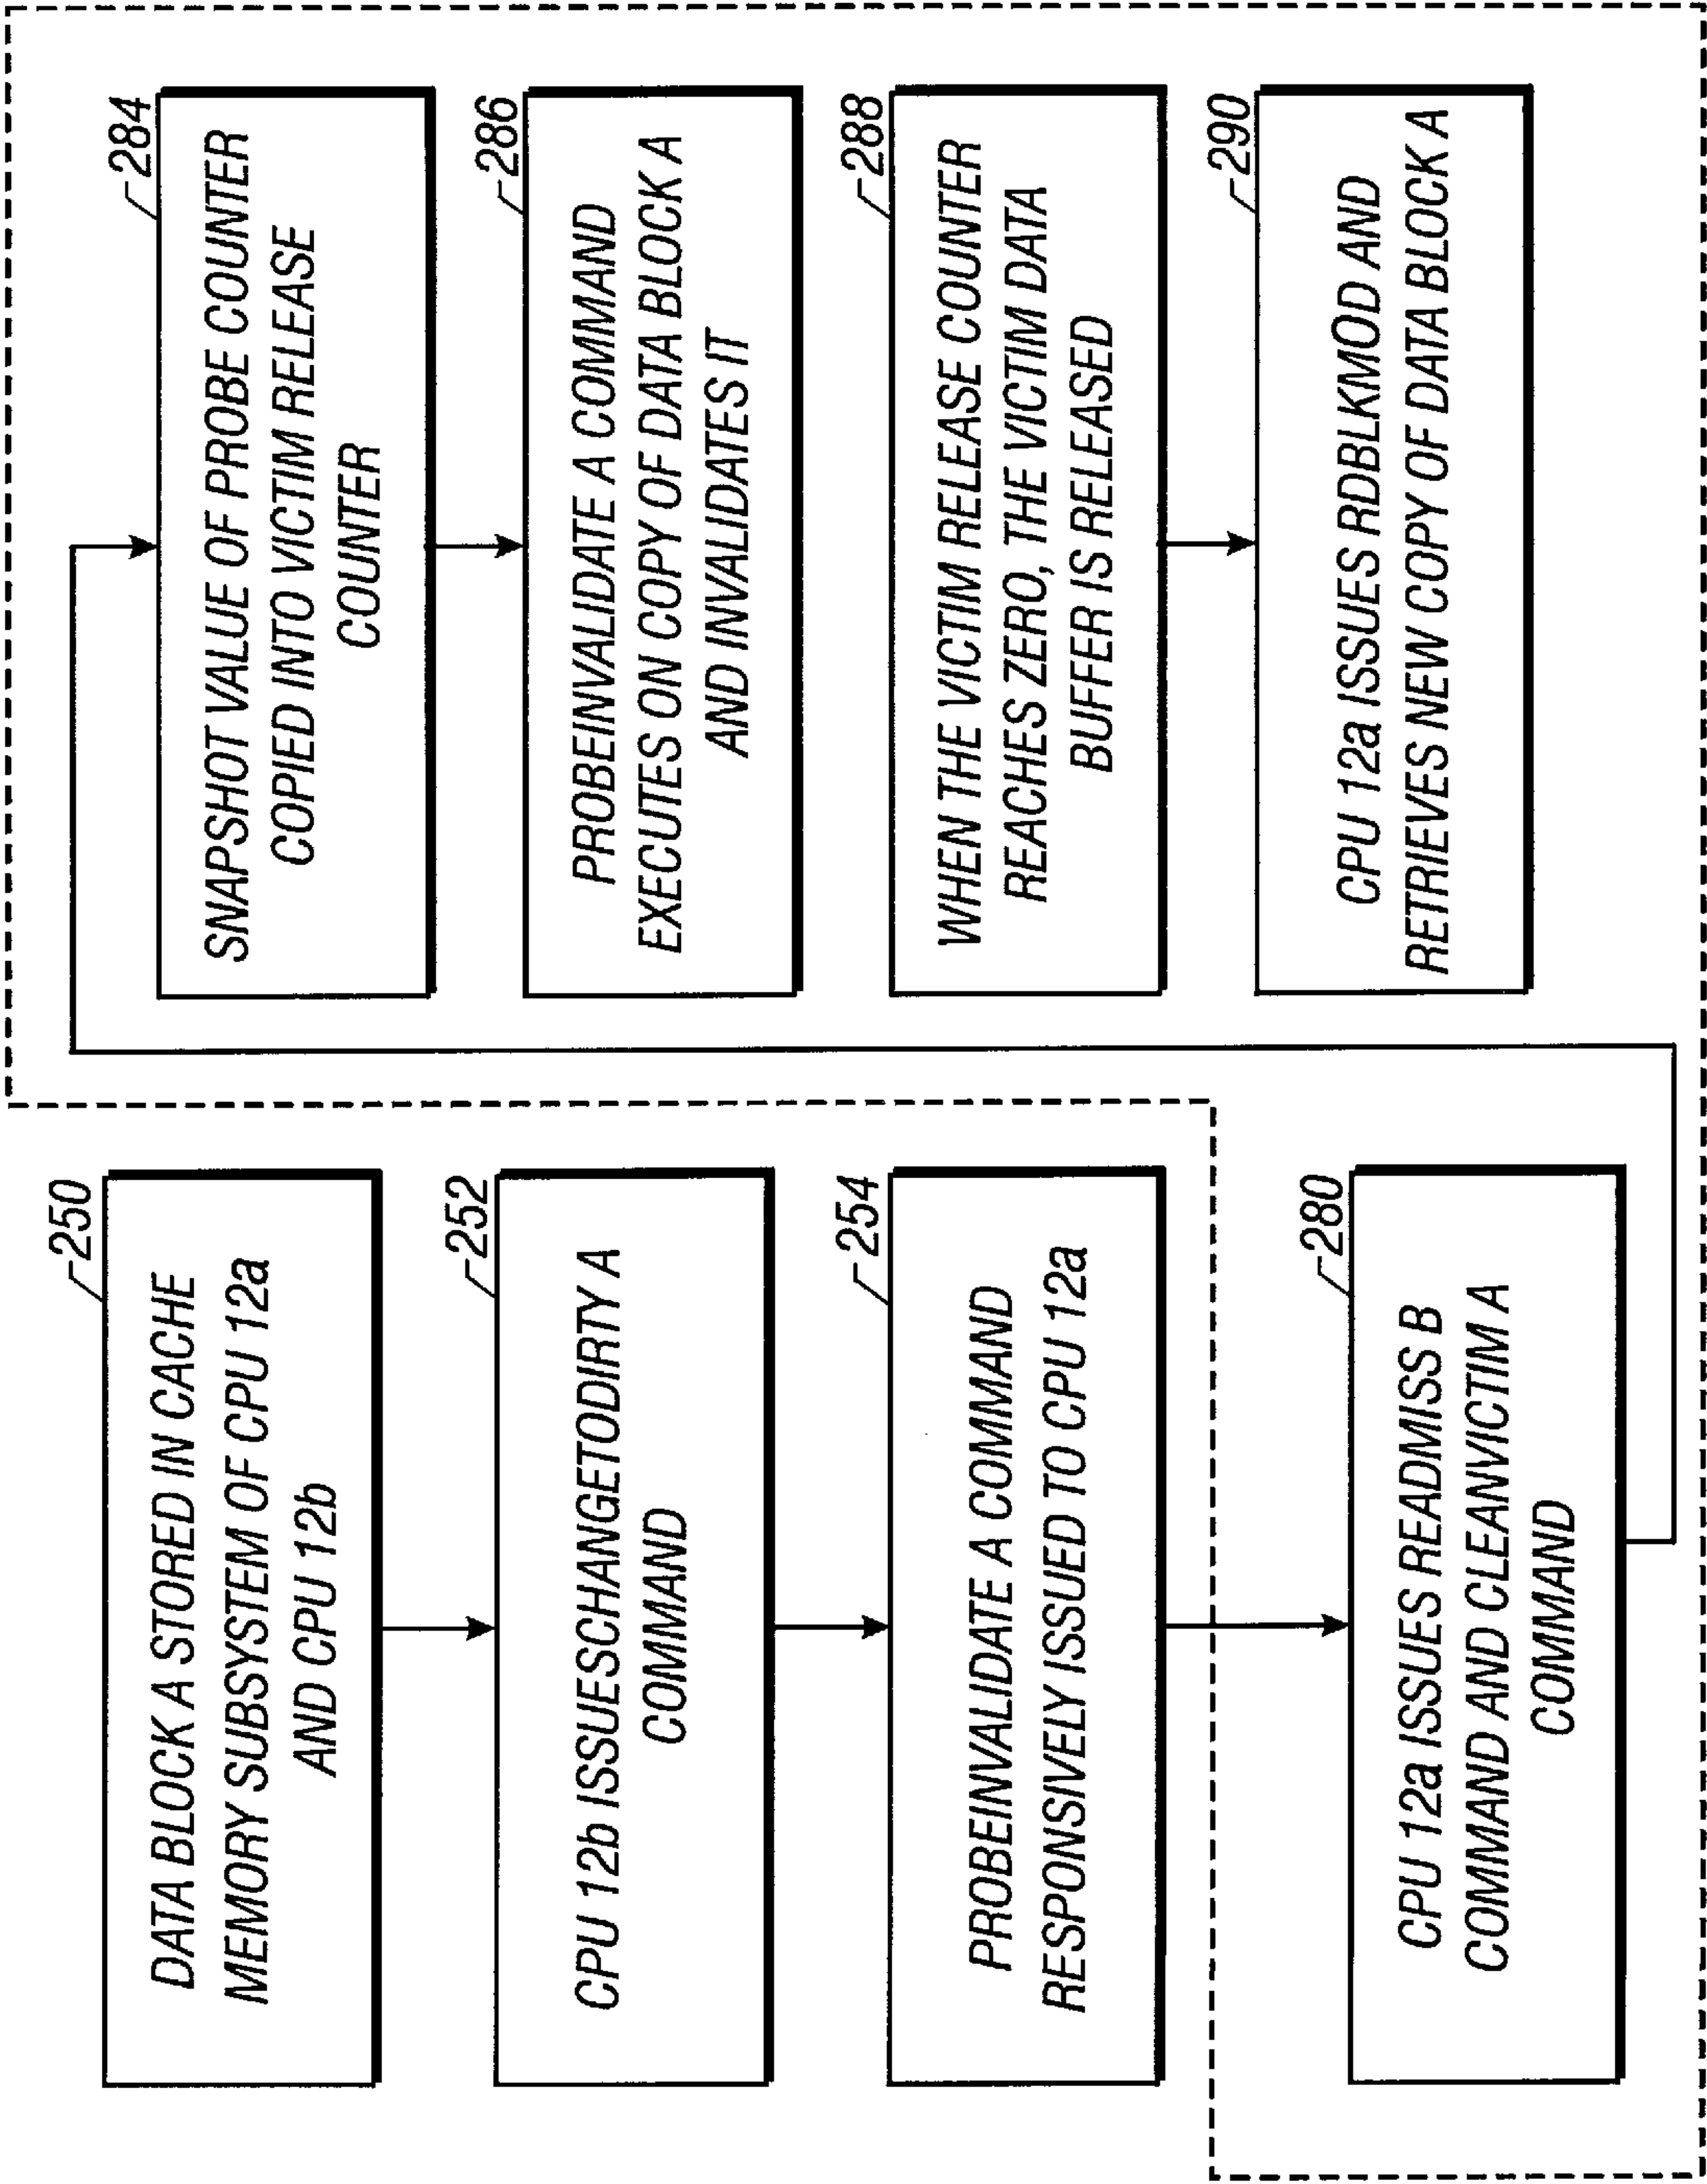 250
DATA BLOCK A STORED IN CACHE
MEMORY SUBSYSTEM OF CPU 12a
AND CPU 12b
252
CPU 12b ISSUESCHANGETODIRTY A
COMMAND
254
PROBEINVALIDATE A COMMAND
RESPONSIVELY ISSUED TO CPU 12a
280
CPU 12a ISSUES READMISS B
COMMAND AND CLEANVICTIM A
COMMAND
284
SNAPSHOT VALUE OF PROBE COUNTER
COPIED INTO VICTIM RELEASE
COUNTER
286
PROBEINVALIDATE A COMMAND
EXECUTES ON COPY OF DATA BLOCK A
AND INVALIDATES IT
288
WHEN THE VICTIM RELEASE COUNTER
REACHES ZERO, THE VICTIM DATA
BUFFER IS RELEASED
290
CPU 12a ISSUES RDBLKMOD AND
RETRIEVES NEW COPY OF DATA BLOCK A